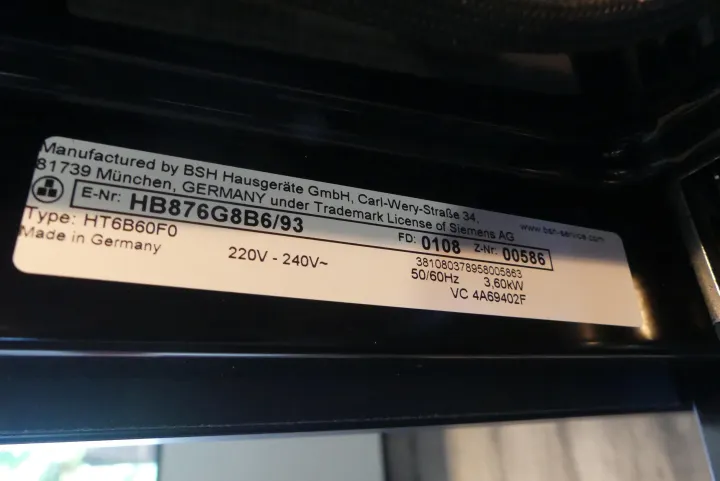 Manufactured by BSH Hausgeräte GmbH, Carl-Wery-Straße 34,
81739 München, GERMANY under Trademark License of Siemens AG
www.bsh-service.com
E-Nr: HB876G8B6/93 FD: 0108 Z-Nr: 00586
Type: HT6B60F0 381080378958005863
Made in Germany 220V - 240V~ 50/60Hz 3,60kW
VC 4A69402F